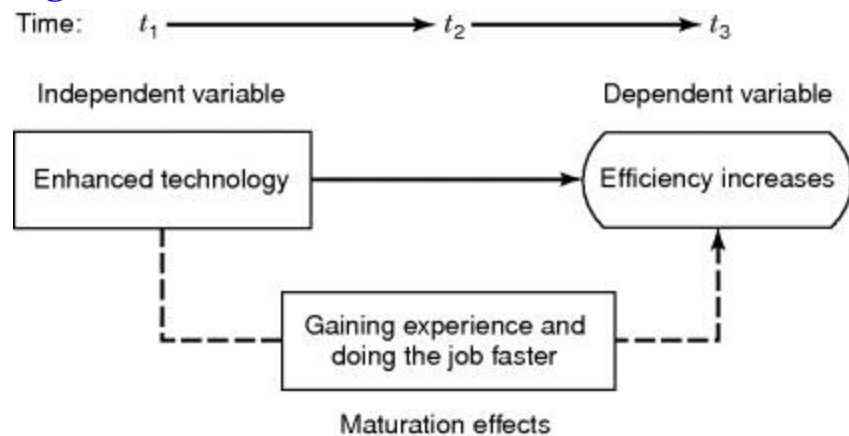 Time: t1 t2 t3
Independent variable Dependent variable
Enhanced technology Efficiency increases
Gaining experience and
doing the job faster
Maturation effects